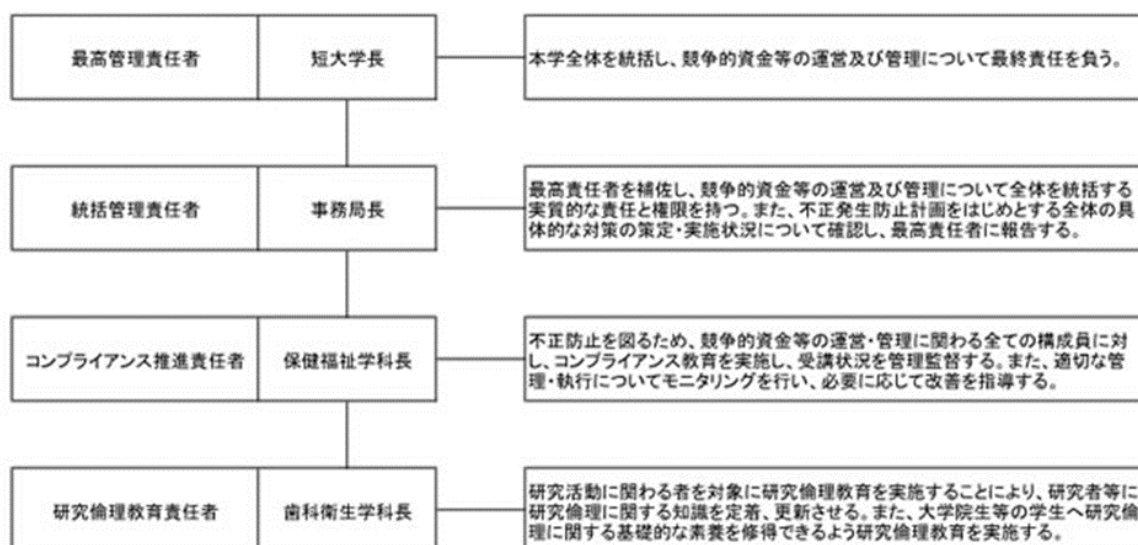 最高管理責任者
短大学長
本学全体を統括し、競争的資金等の運営及び管理について最終責任を負う。
統括管理責任者
事務局長
最高責任者を補佐し、競争的資金等の運営及び管理について全体を統括する
実質的な責任と権限を持つ。また、不正発生防止計画をはじめとする全体の具
体的な対策の策定・実施状況について確認し、最高責任者に報告する。
コンプライアンス推進責任者
保健福祉学科長
不正防止を図るため、競争的資金等の運営・管理に関わる全ての構成員に対
し、コンプライアンス教育を実施し、受講状況を管理監督する。また、適切な管
理・執行についてモニタリングを行い、必要に応じて改善を指導する。
研究倫理教育責任者
歯科衛生学科長
研究活動に関わる者を対象に研究倫理教育を実施することにより、研究者等に
研究倫理に関する知識を定着、更新させる。また、大学院生等の学生へ研究倫
理に関する基礎的な素養を修得できるよう研究倫理教育を実施する。